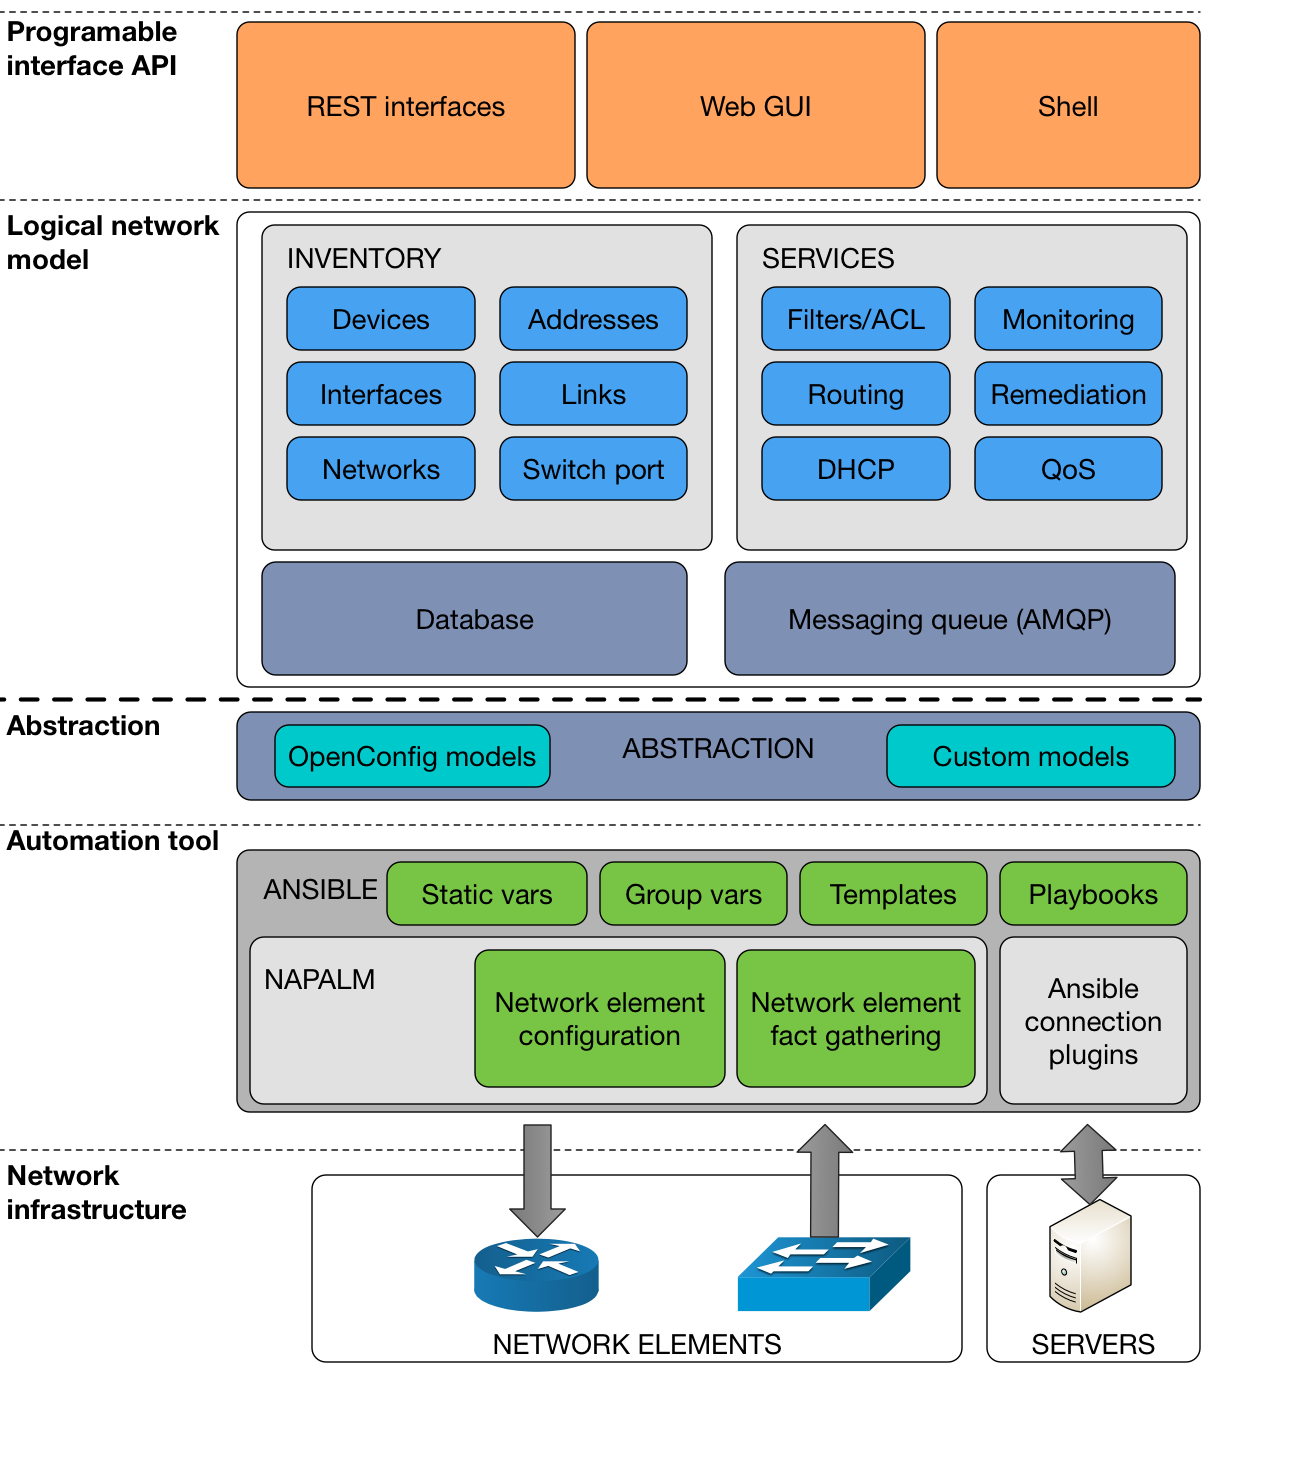 Programable
interface API
REST interfaces
Web GUI
Shell
Logical network
model
INVENTORY
Devices
Addresses
Interfaces
Links
Networks
Switch port
SERVICES
Filters/ACL
Monitoring
Routing
Remediation
DHCP
QoS
Database
Messaging queue (AMQP)
Abstraction
OpenConfig models
ABSTRACTION
Custom models
Automation tool
ANSIBLE
Static vars
Group vars
Templates
Playbooks
NAPALM
Network element
configuration
Network element
fact gathering
Ansible
connection
plugins
Network
infrastructure
NETWORK ELEMENTS
SERVERS